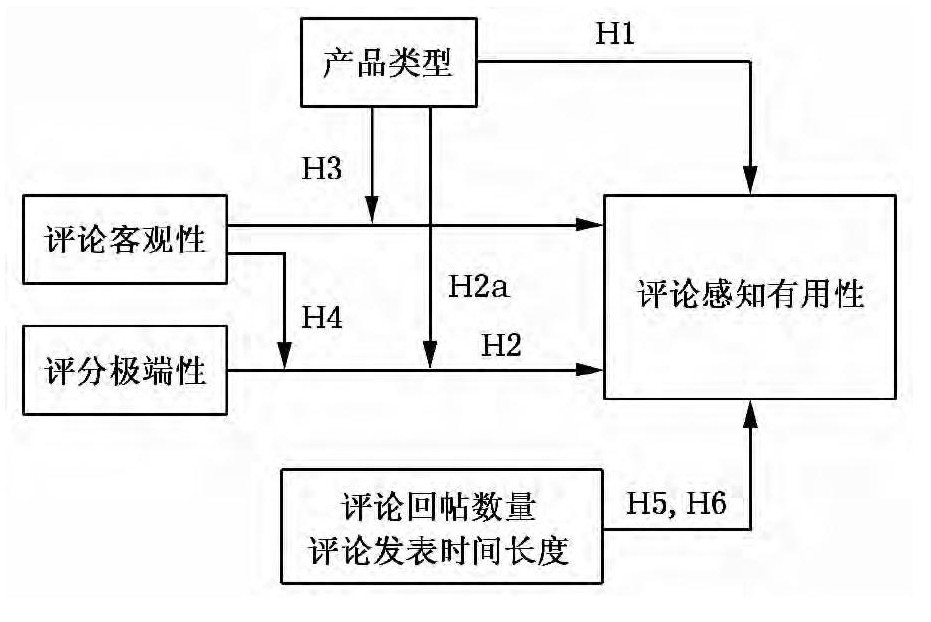 H1
产品类型
H3
评论客观性
H2a
评论感知有用性
H4
H2
评分极端性
评论回帖数量
H5, H6
评论发表时间长度